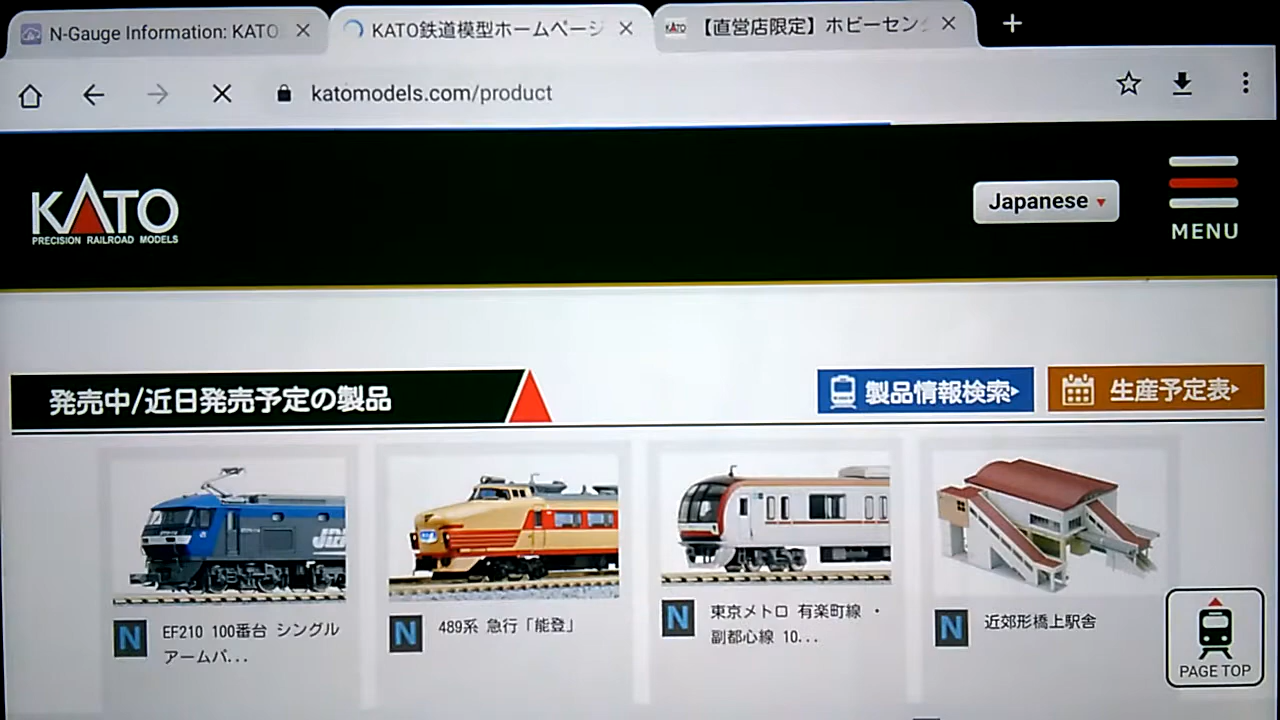 N-Gauge Information: KATO
KATO鉄道模型ホームページ
【直営店限定】ホビーセン
katomodels.com/product
KATO
PRECISION RAILROAD MODELS
Japanese
MENU
発売中/近日発売予定の製品
製品情報検索
生産予定表
N
EF210 100番台 シングル
アームパ...
N
489系 急行「能登」
N
東京メトロ 有楽町線 ・
副都心線 10...
N
近郊形橋上駅舎
PAGE TOP